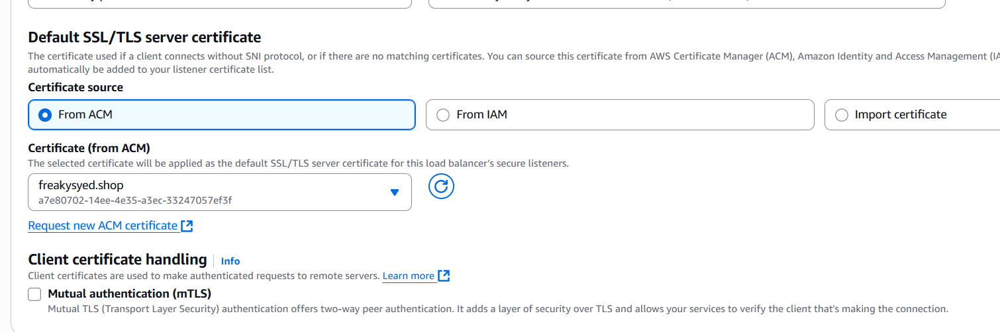 Default SSL/TLS server certificate
The certificate used if a client connects without SNI protocol, or if there are no matching certificates. You can source this certificate from AWS Certificate Manager (ACM), Amazon Identity and Access Management (IA
automatically be added to your listener certificate list.
Certificate source
From ACM
From IAM
Import certificate
Certificate (from ACM)
The selected certificate will be applied as the default SSL/TLS server certificate for this load balancer's secure listeners.
freakysyed.shop
a7e80702-14ee-4e35-a3ec-33247057ef3f
Request new ACM certificate
Client certificate handling Info
Client certificates are used to make authenticated requests to remote servers. Learn more
Mutual authentication (mTLS)
Mutual TLS (Transport Layer Security) authentication offers two-way peer authentication. It adds a layer of security over TLS and allows your services to verify the client that's making the connection.